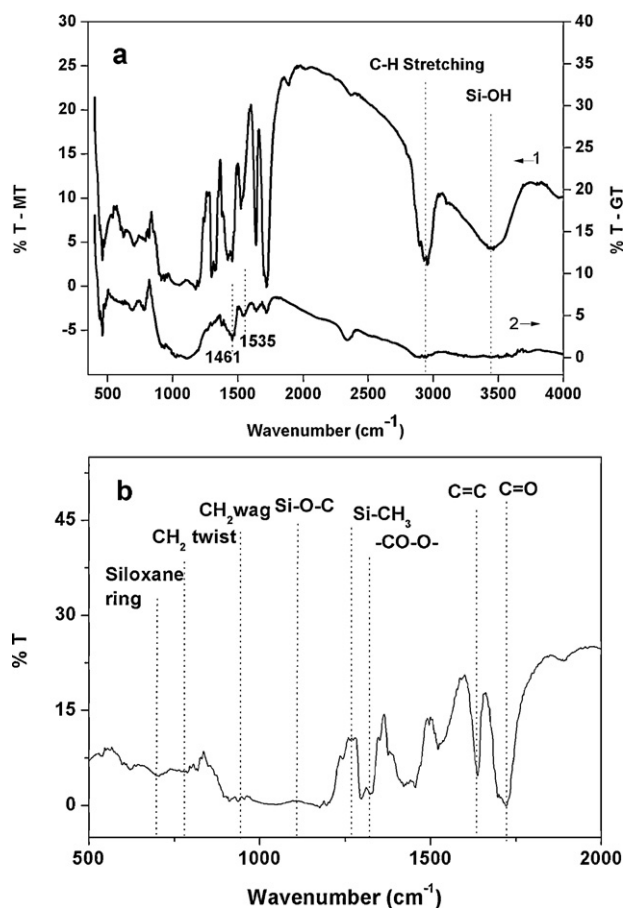 a
C-H Stretching
Si-OH
1
2
1461
1535
% T - MT
30
25
20
15
10
5
0
-5
% T - GT
40
35
30
25
20
15
10
5
0
500 1000 1500 2000 2500 3000 3500 4000
Wavenumber (cm⁻¹)
b
Siloxane
ring
CH₂ twist
CH₂wag
Si-O-C
Si-CH₃
-CO-O-
C=C
C=O
% T
45
30
15
0
500 1000 1500 2000
Wavenumber (cm⁻¹)